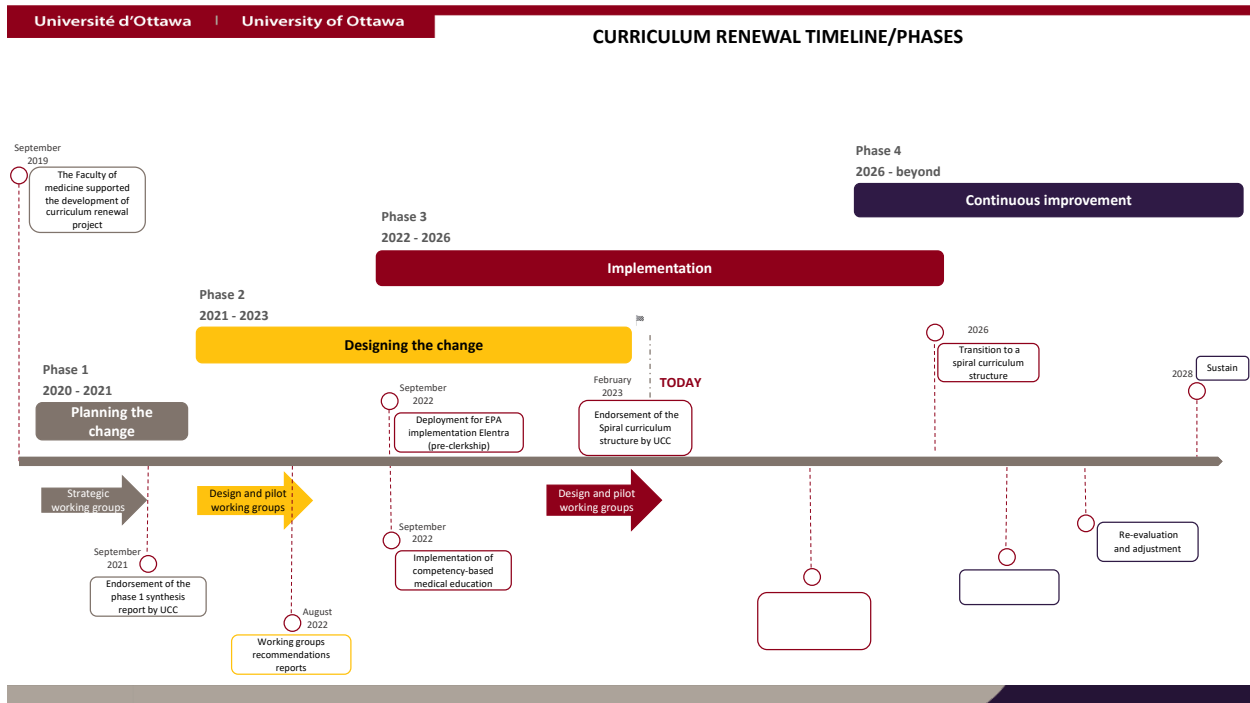 Université d'Ottawa | University of Ottawa
CURRICULUM RENEWAL TIMELINE/PHASES
September
2019
The Faculty of
medicine supported
the development of
curriculum renewal
project
Phase 4
2026 - beyond
Continuous improvement
Phase 3
2022 - 2026
Implementation
Phase 2
2021 - 2023
Designing the change
Phase 1
2020 - 2021
Planning the
change
September
2022
Deployment for EPA
implementation Elentra
(pre-clerkship)
February
2023
TODAY
Endorsement of the
Spiral curriculum
structure by UCC
2026
Transition to a
spiral curriculum
structure
2028
Sustain
Strategic
working groups
Design and pilot
working groups
Design and pilot
working groups
September
2021
Endorsement of the
phase 1 synthesis
report by UCC
August
2022
Working groups
recommendations
reports
September
2022
Implementation of
competency-based
medical education
Re-evaluation
and adjustment